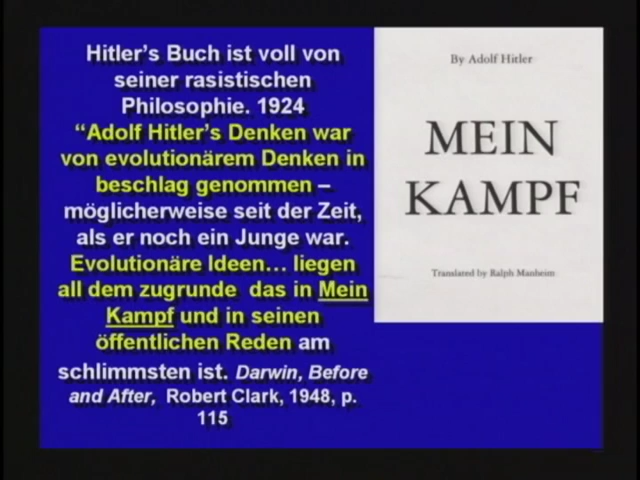 Hitler's Buch ist voll von
seiner rasistischen
Philosophie. 1924
“Adolf Hitler's Denken war
von evolutionärem Denken in
beschlag genommen –
möglicherweise seit der Zeit,
als er noch ein Junge war.
Evolutionäre Ideen… liegen
all dem zugrunde das in Mein
Kampf und in seinen
öffentlichen Reden am
schlimmsten ist. Darwin, Before
and After, Robert Clark, 1948, p.
115
By Adolf Hitler
MEIN
KAMPF
Translated by Ralph Manheim